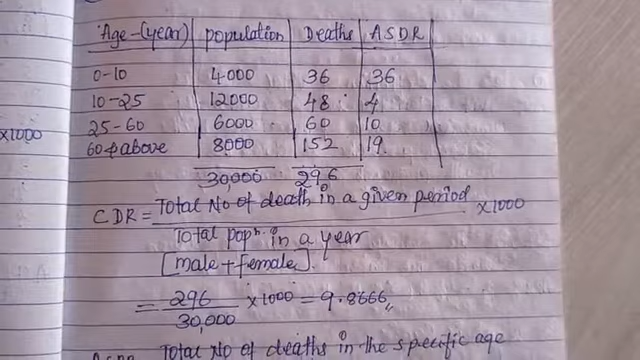 Age-(year) population Deaths ASDR
0-10 4000 36 36
10-25 12000 48 4
25-60 6000 60 10
60 & above 8000 152 19
30,000 296
x1000
CDR = Total No of death in a given period x1000
Total popn. in a year
[male + female].
= 296 x1000 = 9.8666,,
30,000
Total No of deaths in the specific age